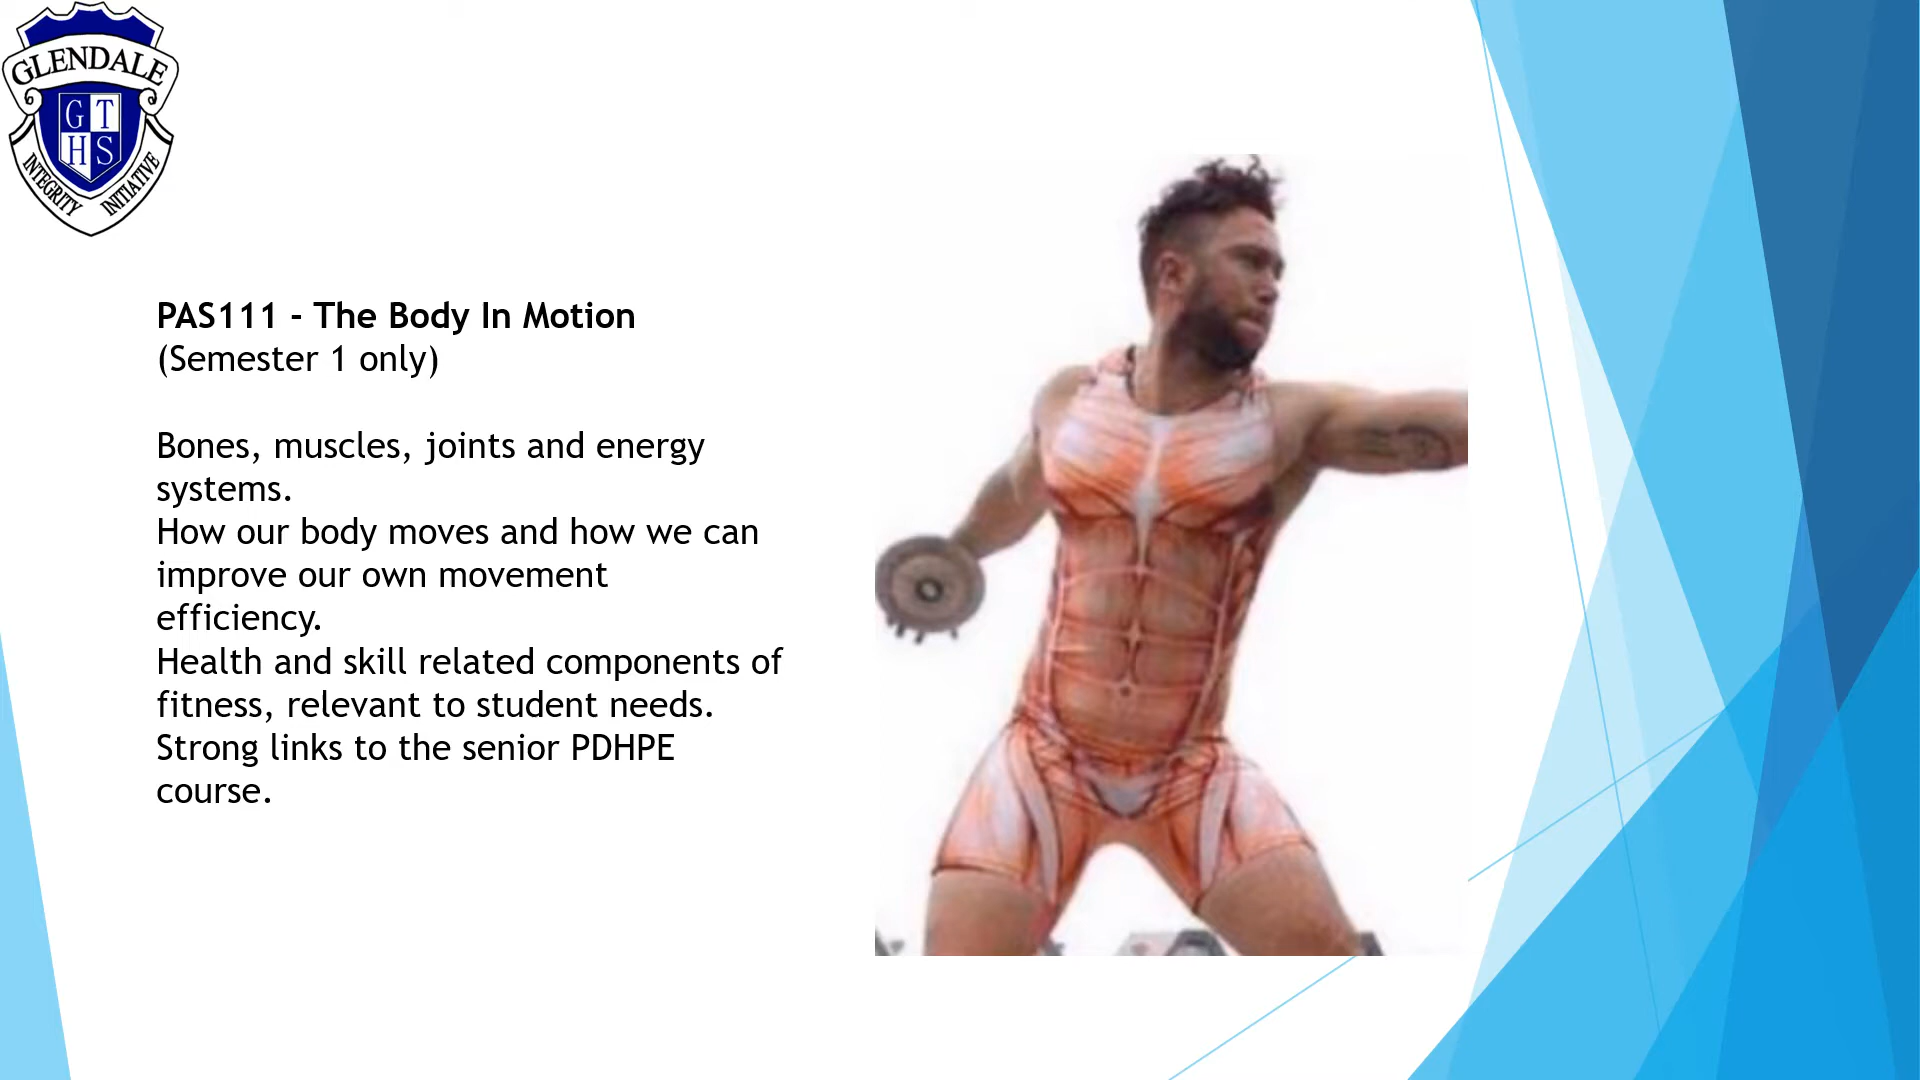 GLENDALE
G T
H S
INTEGRITY INITIATIVE
PAS111 - The Body In Motion
(Semester 1 only)
Bones, muscles, joints and energy
systems.
How our body moves and how we can
improve our own movement
efficiency.
Health and skill related components of
fitness, relevant to student needs.
Strong links to the senior PDHPE
course.